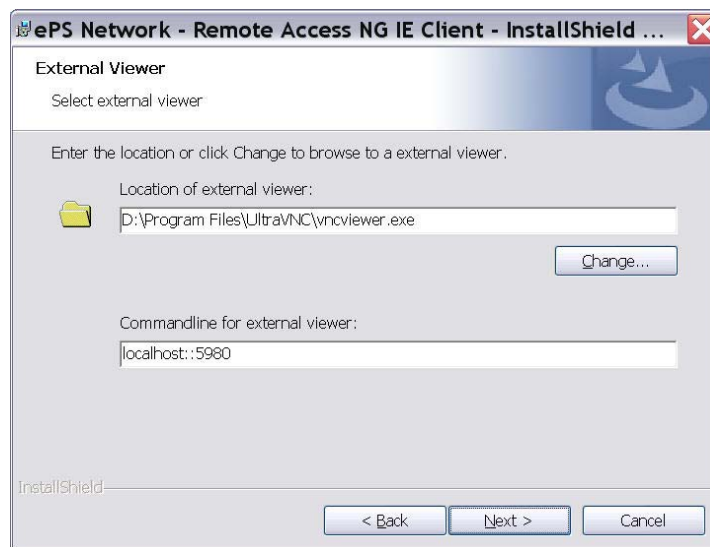 ePS Network - Remote Access NG IE Client - InstallShield ...
External Viewer
Select external viewer
Enter the location or click Change to browse to a external viewer.
Location of external viewer:
D:\Program Files\UltraVNC\vncviewer.exe
Change...
Commandline for external viewer:
localhost::5980
InstallShield
< Back
Next >
Cancel